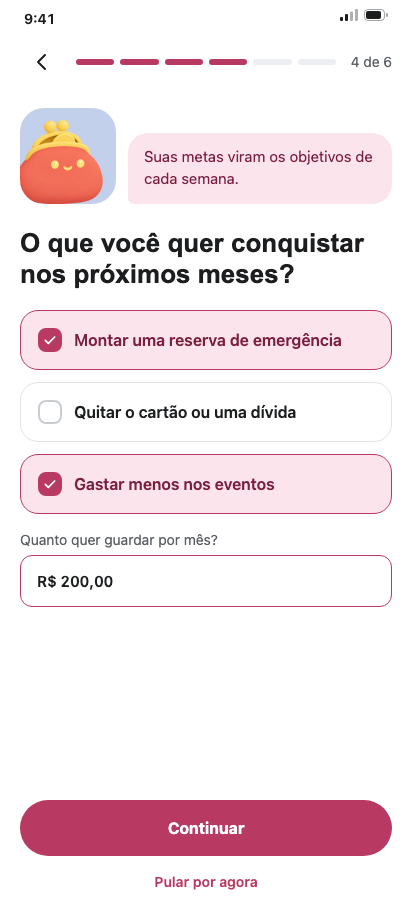 9:41
4 de 6
Suas metas viram os objetivos de
cada semana.
O que você quer conquistar
nos próximos meses?
Montar uma reserva de emergência
Quitar o cartão ou uma dívida
Gastar menos nos eventos
Quanto quer guardar por mês?
R$ 200,00
Continuar
Pular por agora